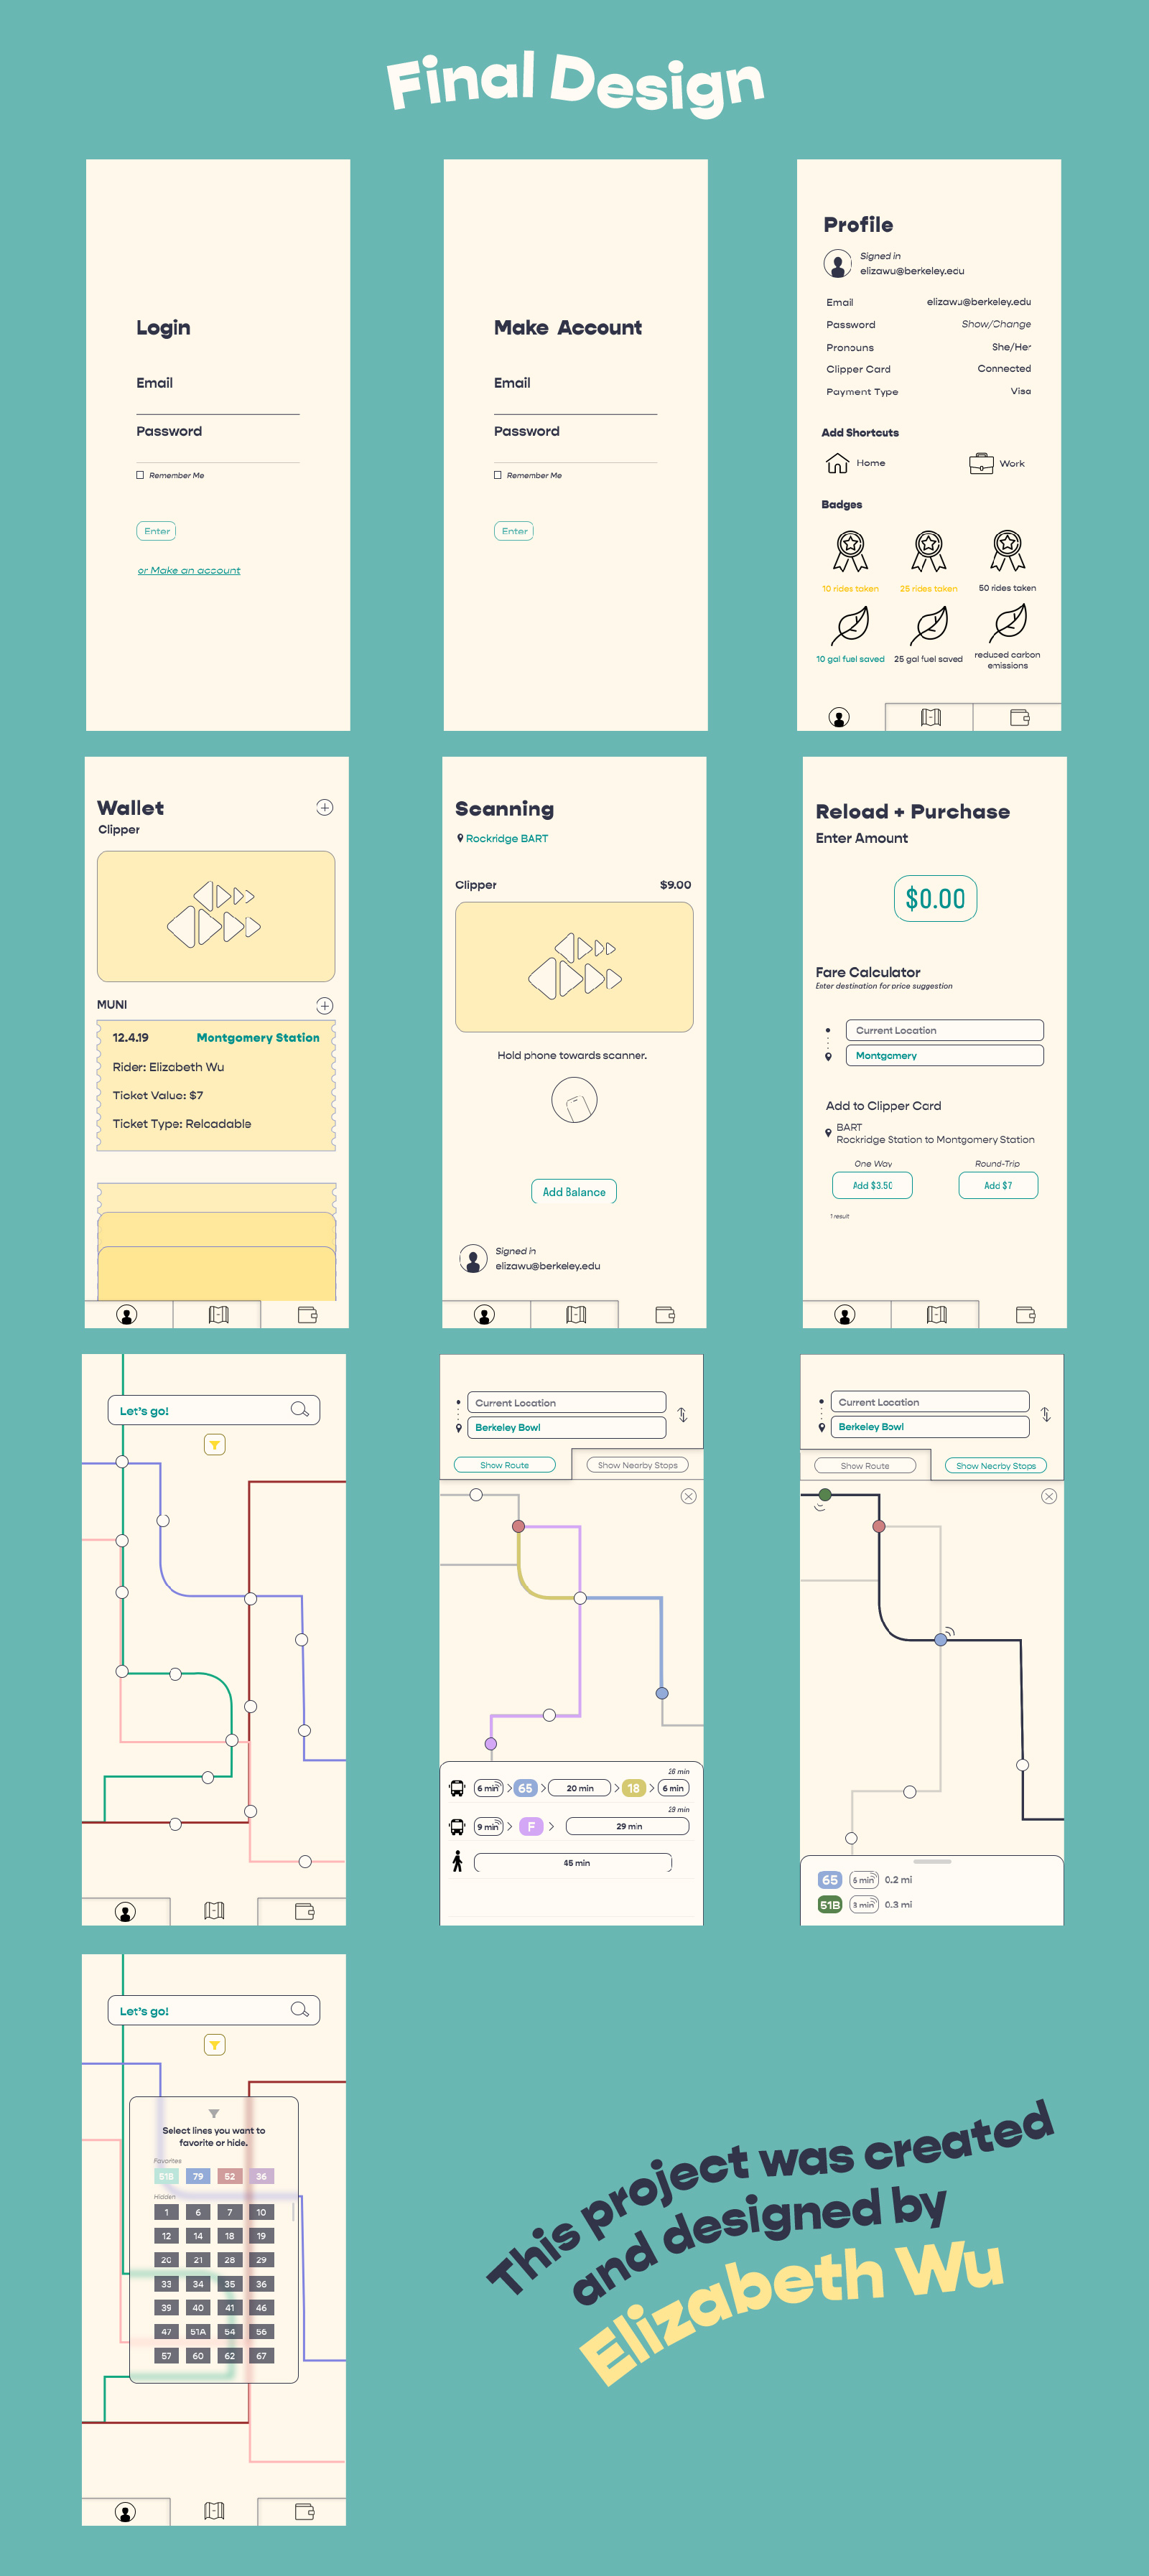 Final Design
Login
Email
Password
Remember Me
Enter
or Make an account
Make Account
Email
Password
Remember Me
Enter
Profile
Signed in
elizawu@berkeley.edu
Email elizawu@berkeley.edu
Password Show/Change
Pronouns She/Her
Clipper Card Connected
Payment Type Visa
Add Shortcuts
Home Work
Badges
10 rides taken 25 rides taken 50 rides taken
10 gal fuel saved 25 gal fuel saved reduced carbon
emissions
Wallet
Clipper
MUNI
12.4.19 Montgomery Station
Rider: Elizabeth Wu
Ticket Value: $7
Ticket Type: Reloadable
Scanning
Rockridge BART
Clipper $9.00
Hold phone towards scanner.
Add Balance
Signed in
elizawu@berkeley.edu
Reload + Purchase
Enter Amount
$0.00
Fare Calculator
Enter destination for price suggestion
Current Location
Montgomery
Add to Clipper Card
BART
Rockridge Station to Montgomery Station
One Way Round-Trip
Add $3.50 Add $7
1 result
Let's go!
Current Location
Berkeley Bowl
Show Route Show Nearby Stops
26 min
6 min > 65 > 20 min > 18 > 6 min
29 min
9 min > F > 29 min
45 min
Current Location
Berkeley Bowl
Show Route Show Nearby Stops
65 6 min 0.2 mi
51B 3 min 0.3 mi
Let's go!
Select lines you want to
favorite or hide.
Favorites
51B 79 52 36
Hidden
1 6 7 10
12 14 18 19
20 21 28 29
33 34 35 36
39 40 41 46
47 51A 54 56
57 60 62 67
This project was created
and designed by
Elizabeth Wu